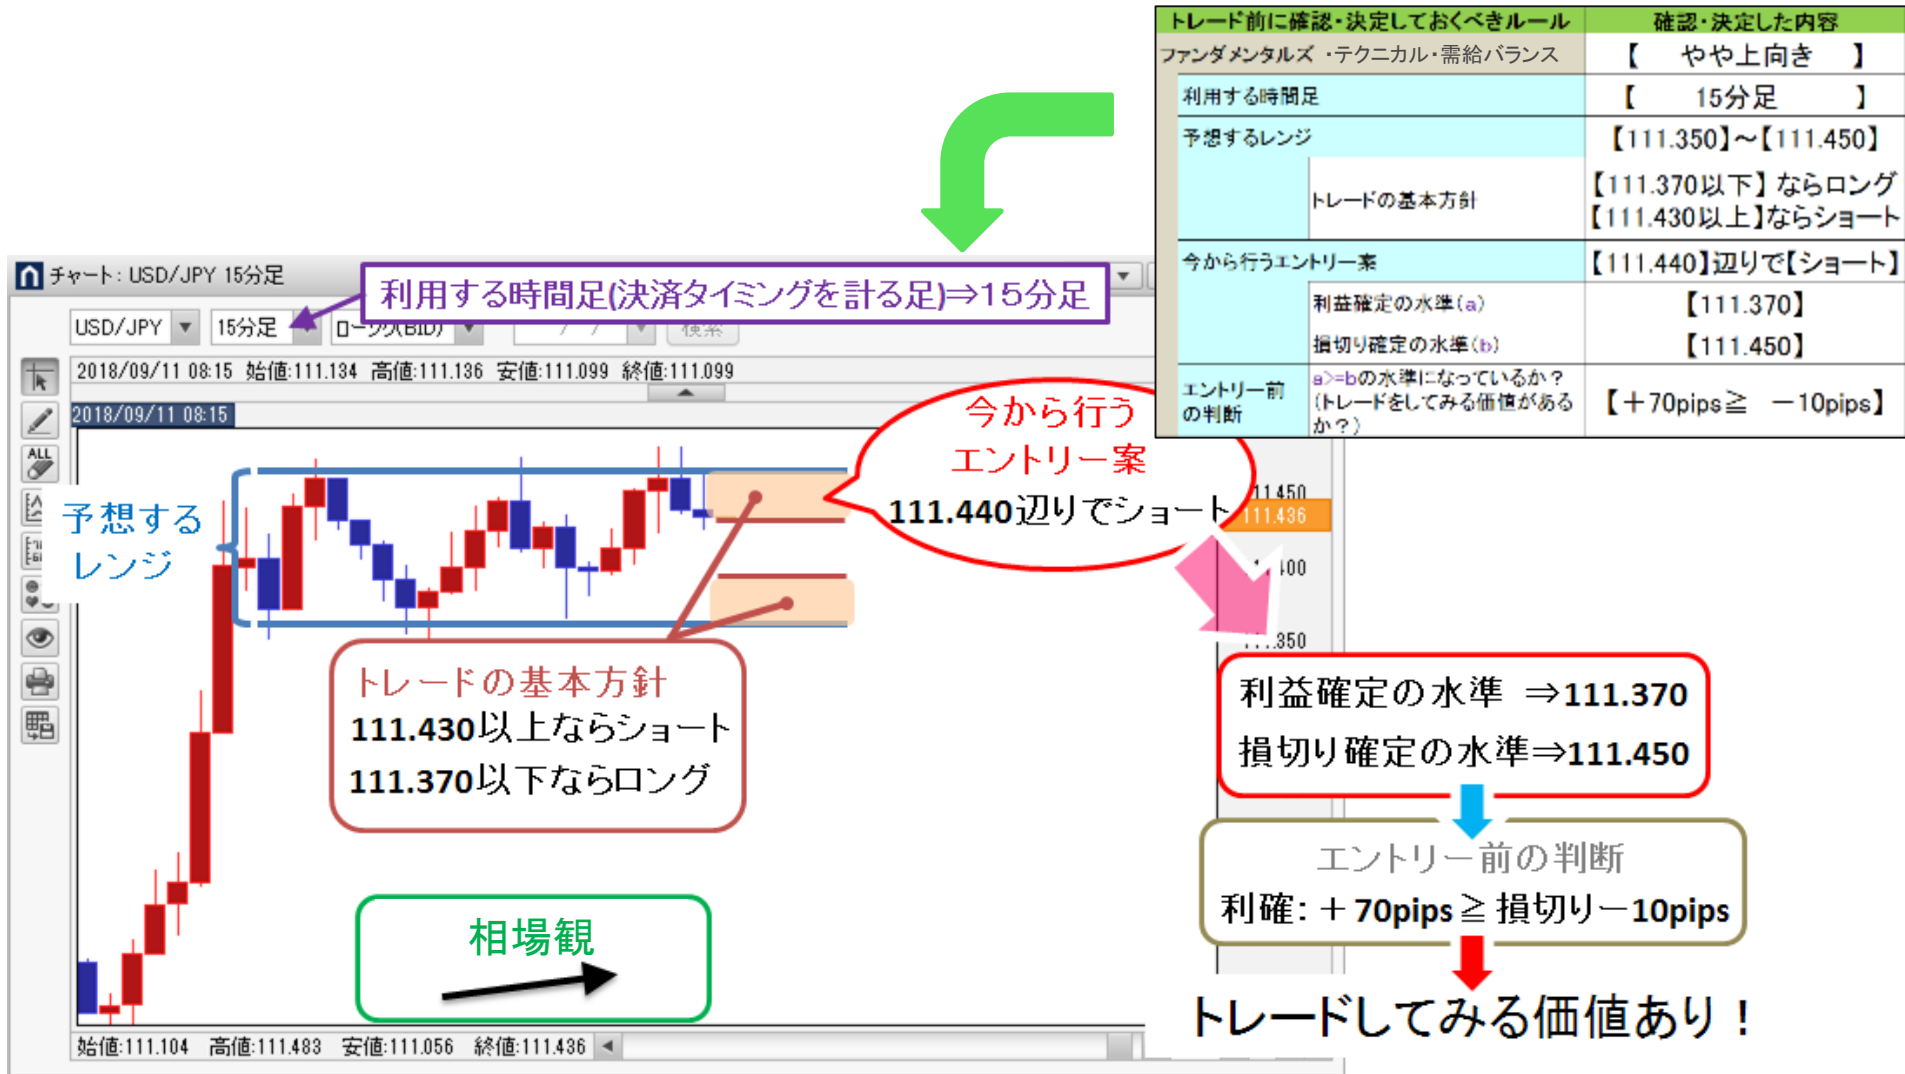 トレード前に確認・決定しておくべきルール 確認・決定した内容
ファンダメンタルズ ・テクニカル・需給バランス 【 やや上向き 】
利用する時間足 【 15分足 】
予想するレンジ 【111.350】～【111.450】
トレードの基本方針 【111.370以下】ならロング
【111.430以上】ならショート
今から行うエントリー案 【111.440】辺りで【ショート】
利益確定の水準(a) 【111.370】
損切り確定の水準(b) 【111.450】
エントリー前
の判断
a>=bの水準になっているか？
(トレードをしてみる価値がある
か？)
【＋70pips≧ －10pips】
チャート: USD/JPY 15分足
利用する時間足(決済タイミングを計る足)⇒15分足
USD/JPY 15分足 / / 検索
2018/09/11 08:15 始値:111.134 高値:111.136 安値:111.099 終値:111.099
2018/09/11 08:15
ALL
今から行う
エントリー案
111.440辺りでショート
予想する
レンジ
111.436
トレードの基本方針
111.430以上ならショート
111.370以下ならロング
利益確定の水準 ⇒111.370
損切り確定の水準⇒111.450
エントリー前の判断
利確:＋70pips≧損切りー10pips
相場観
トレードしてみる価値あり！
始値:111.104 高値:111.483 安値:111.056 終値:111.436